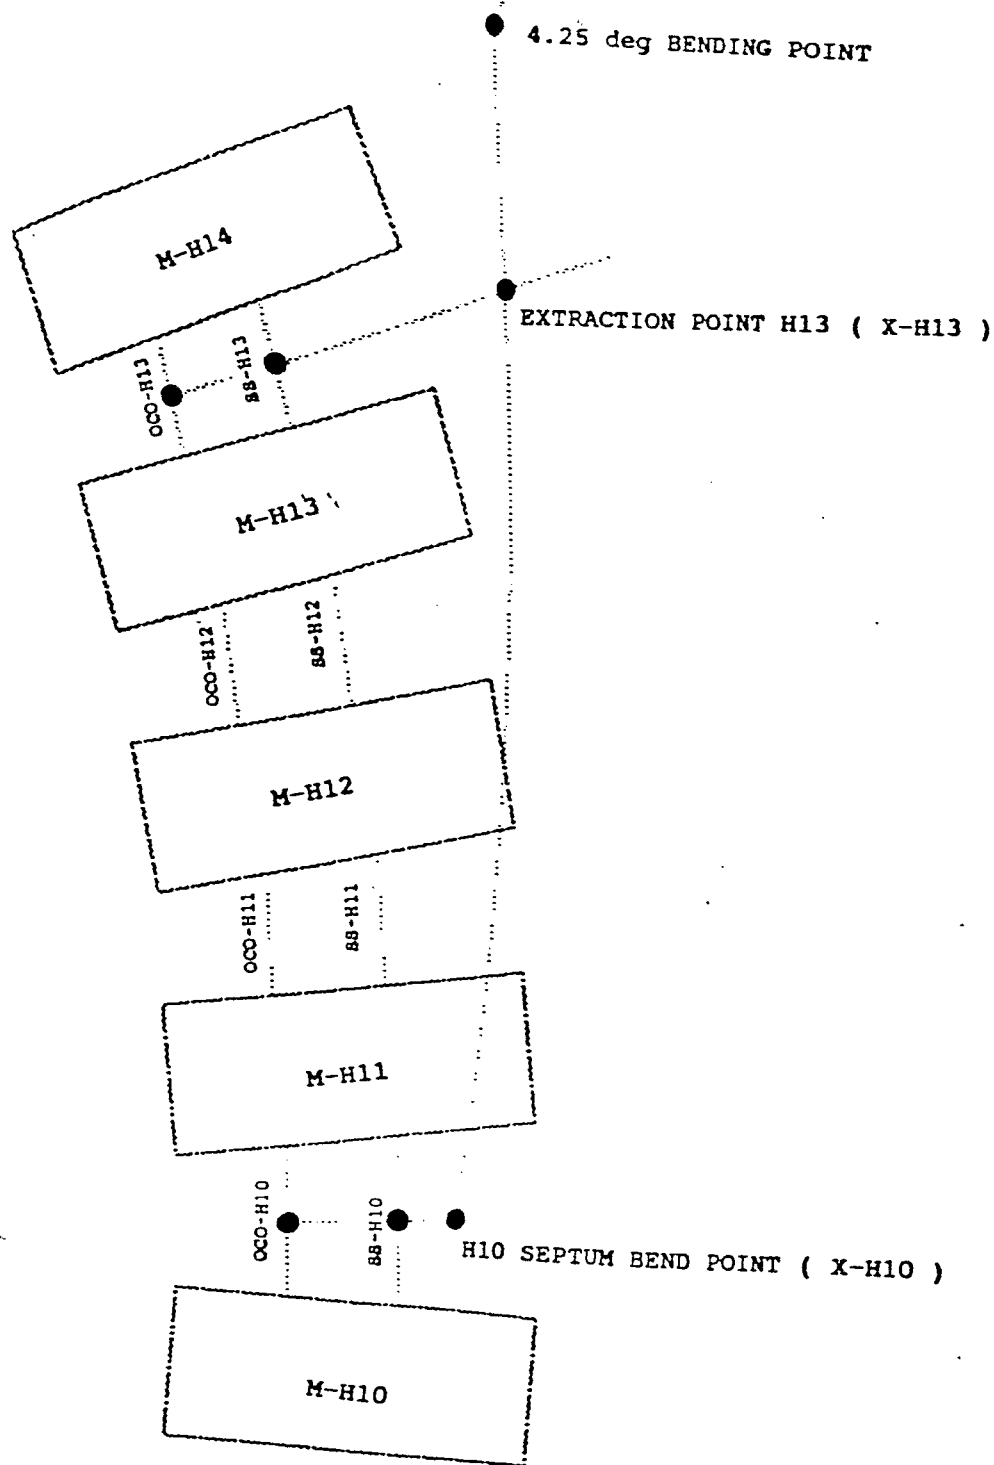 4.25 deg BENDING POINT
M-H14
EXTRACTION POINT H13 ( X-H13 )
OCO-H13
SS-H13
M-H13
OCO-H12
SS-H12
M-H12
OCO-H11
SS-H11
M-H11
OCO-H10
SS-H10
H10 SEPTUM BEND POINT ( X-H10 )
M-H10